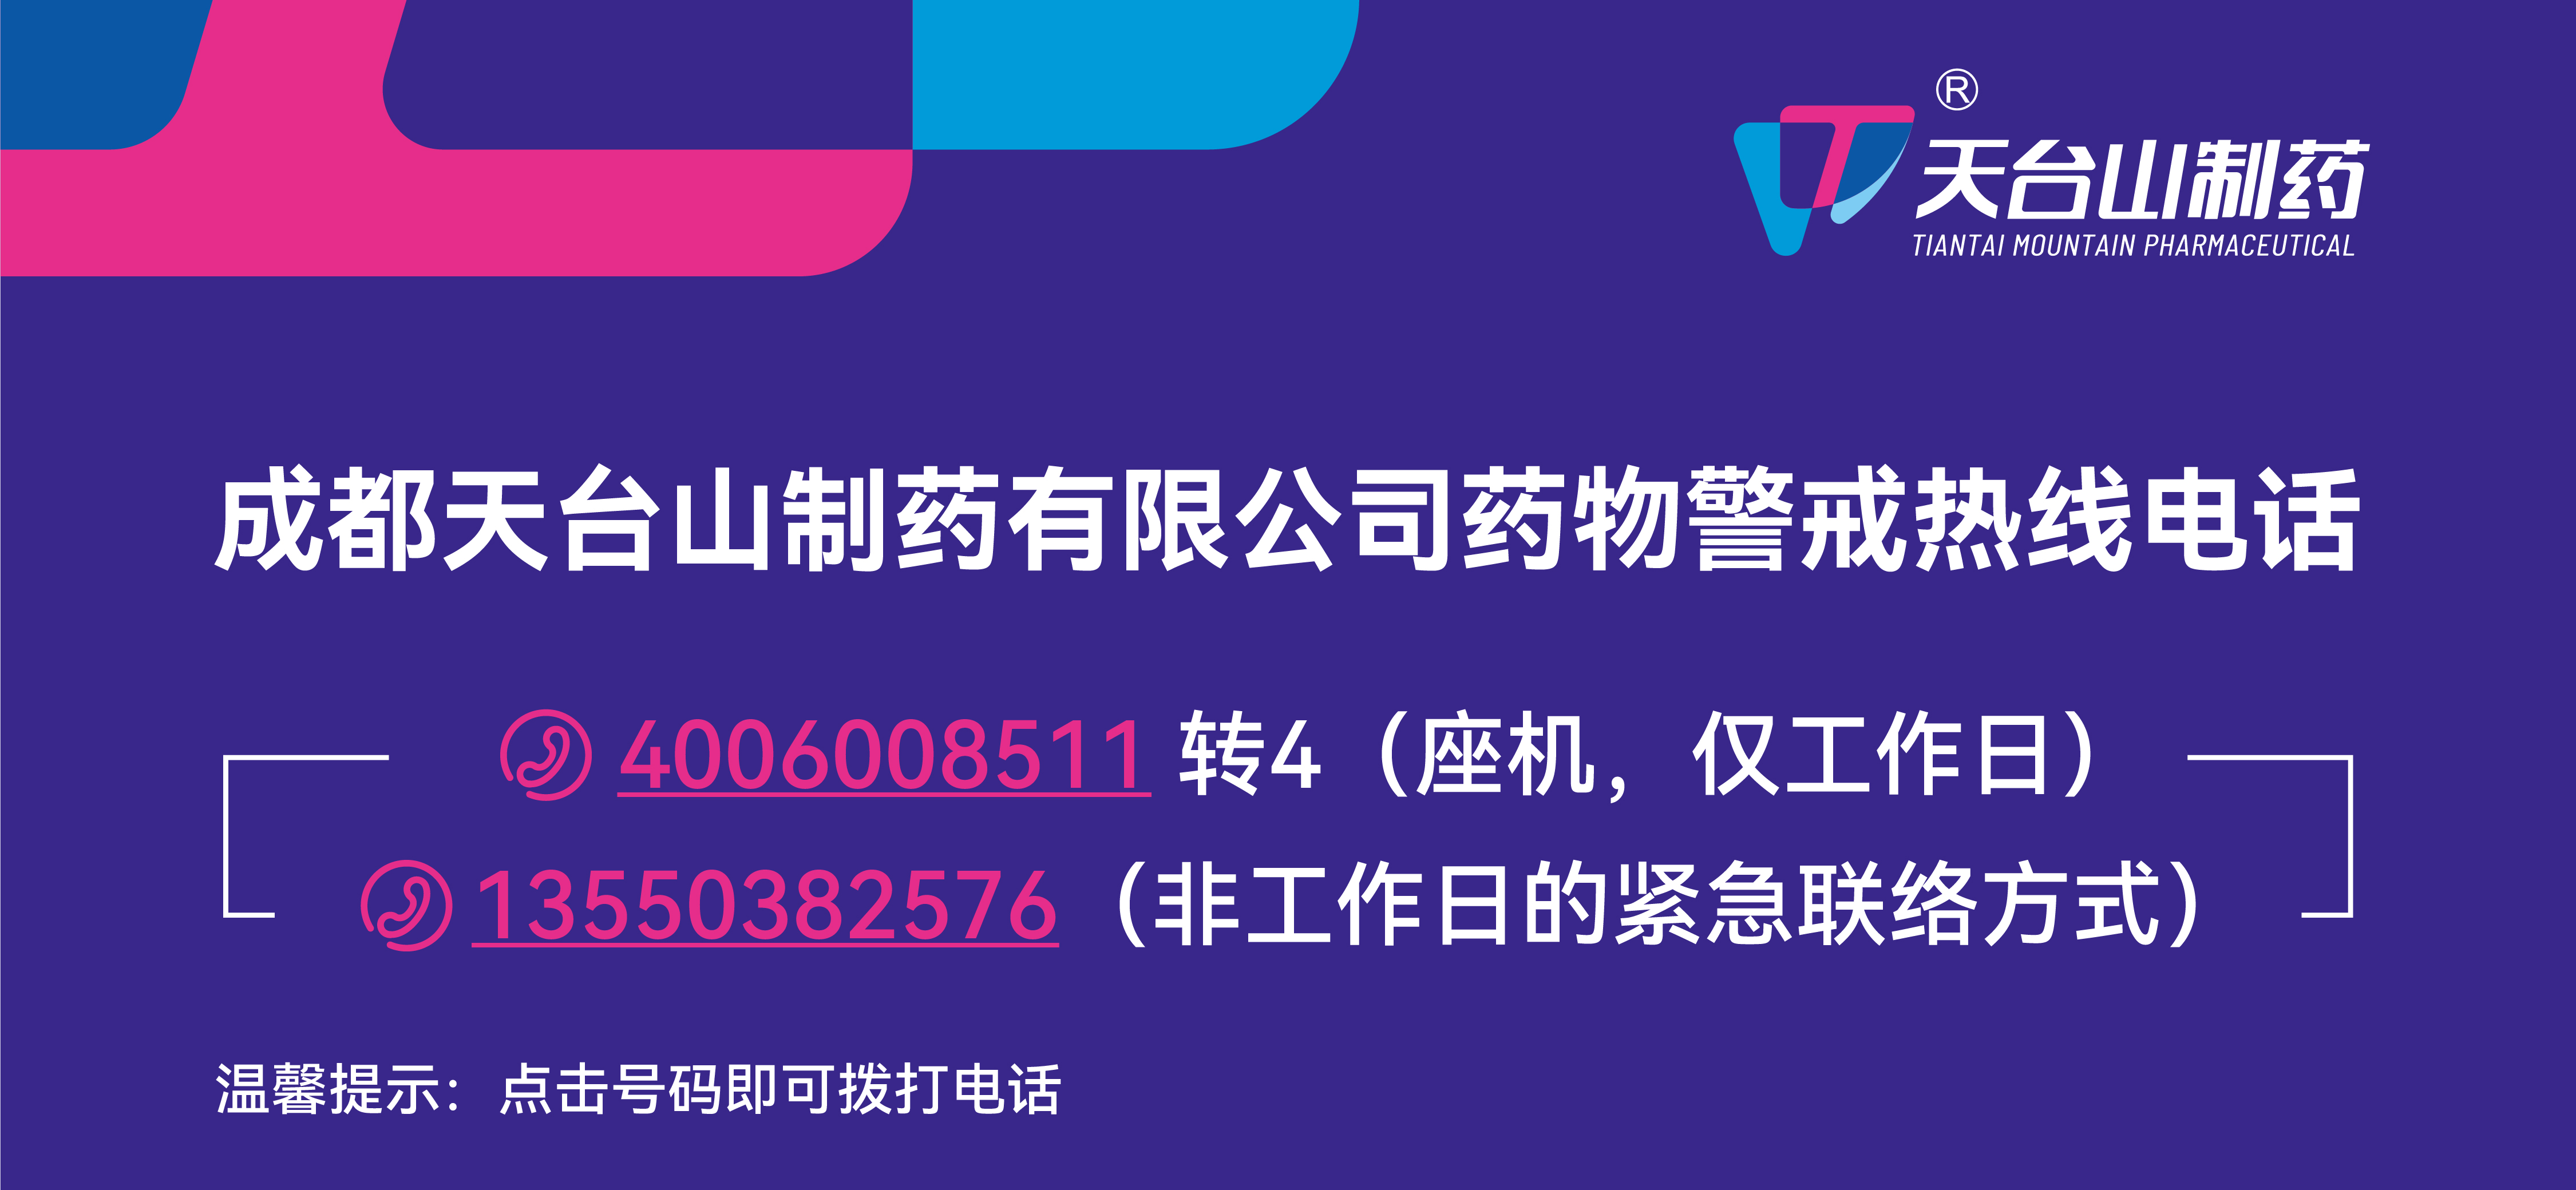 ®
天台山制药
TIANTAI MOUNTAIN PHARMACEUTICAL
成都天台山制药有限公司药物警戒热线电话
4006008511 转4（座机，仅工作日）
13550382576（非工作日的紧急联络方式）
温馨提示：点击号码即可拨打电话